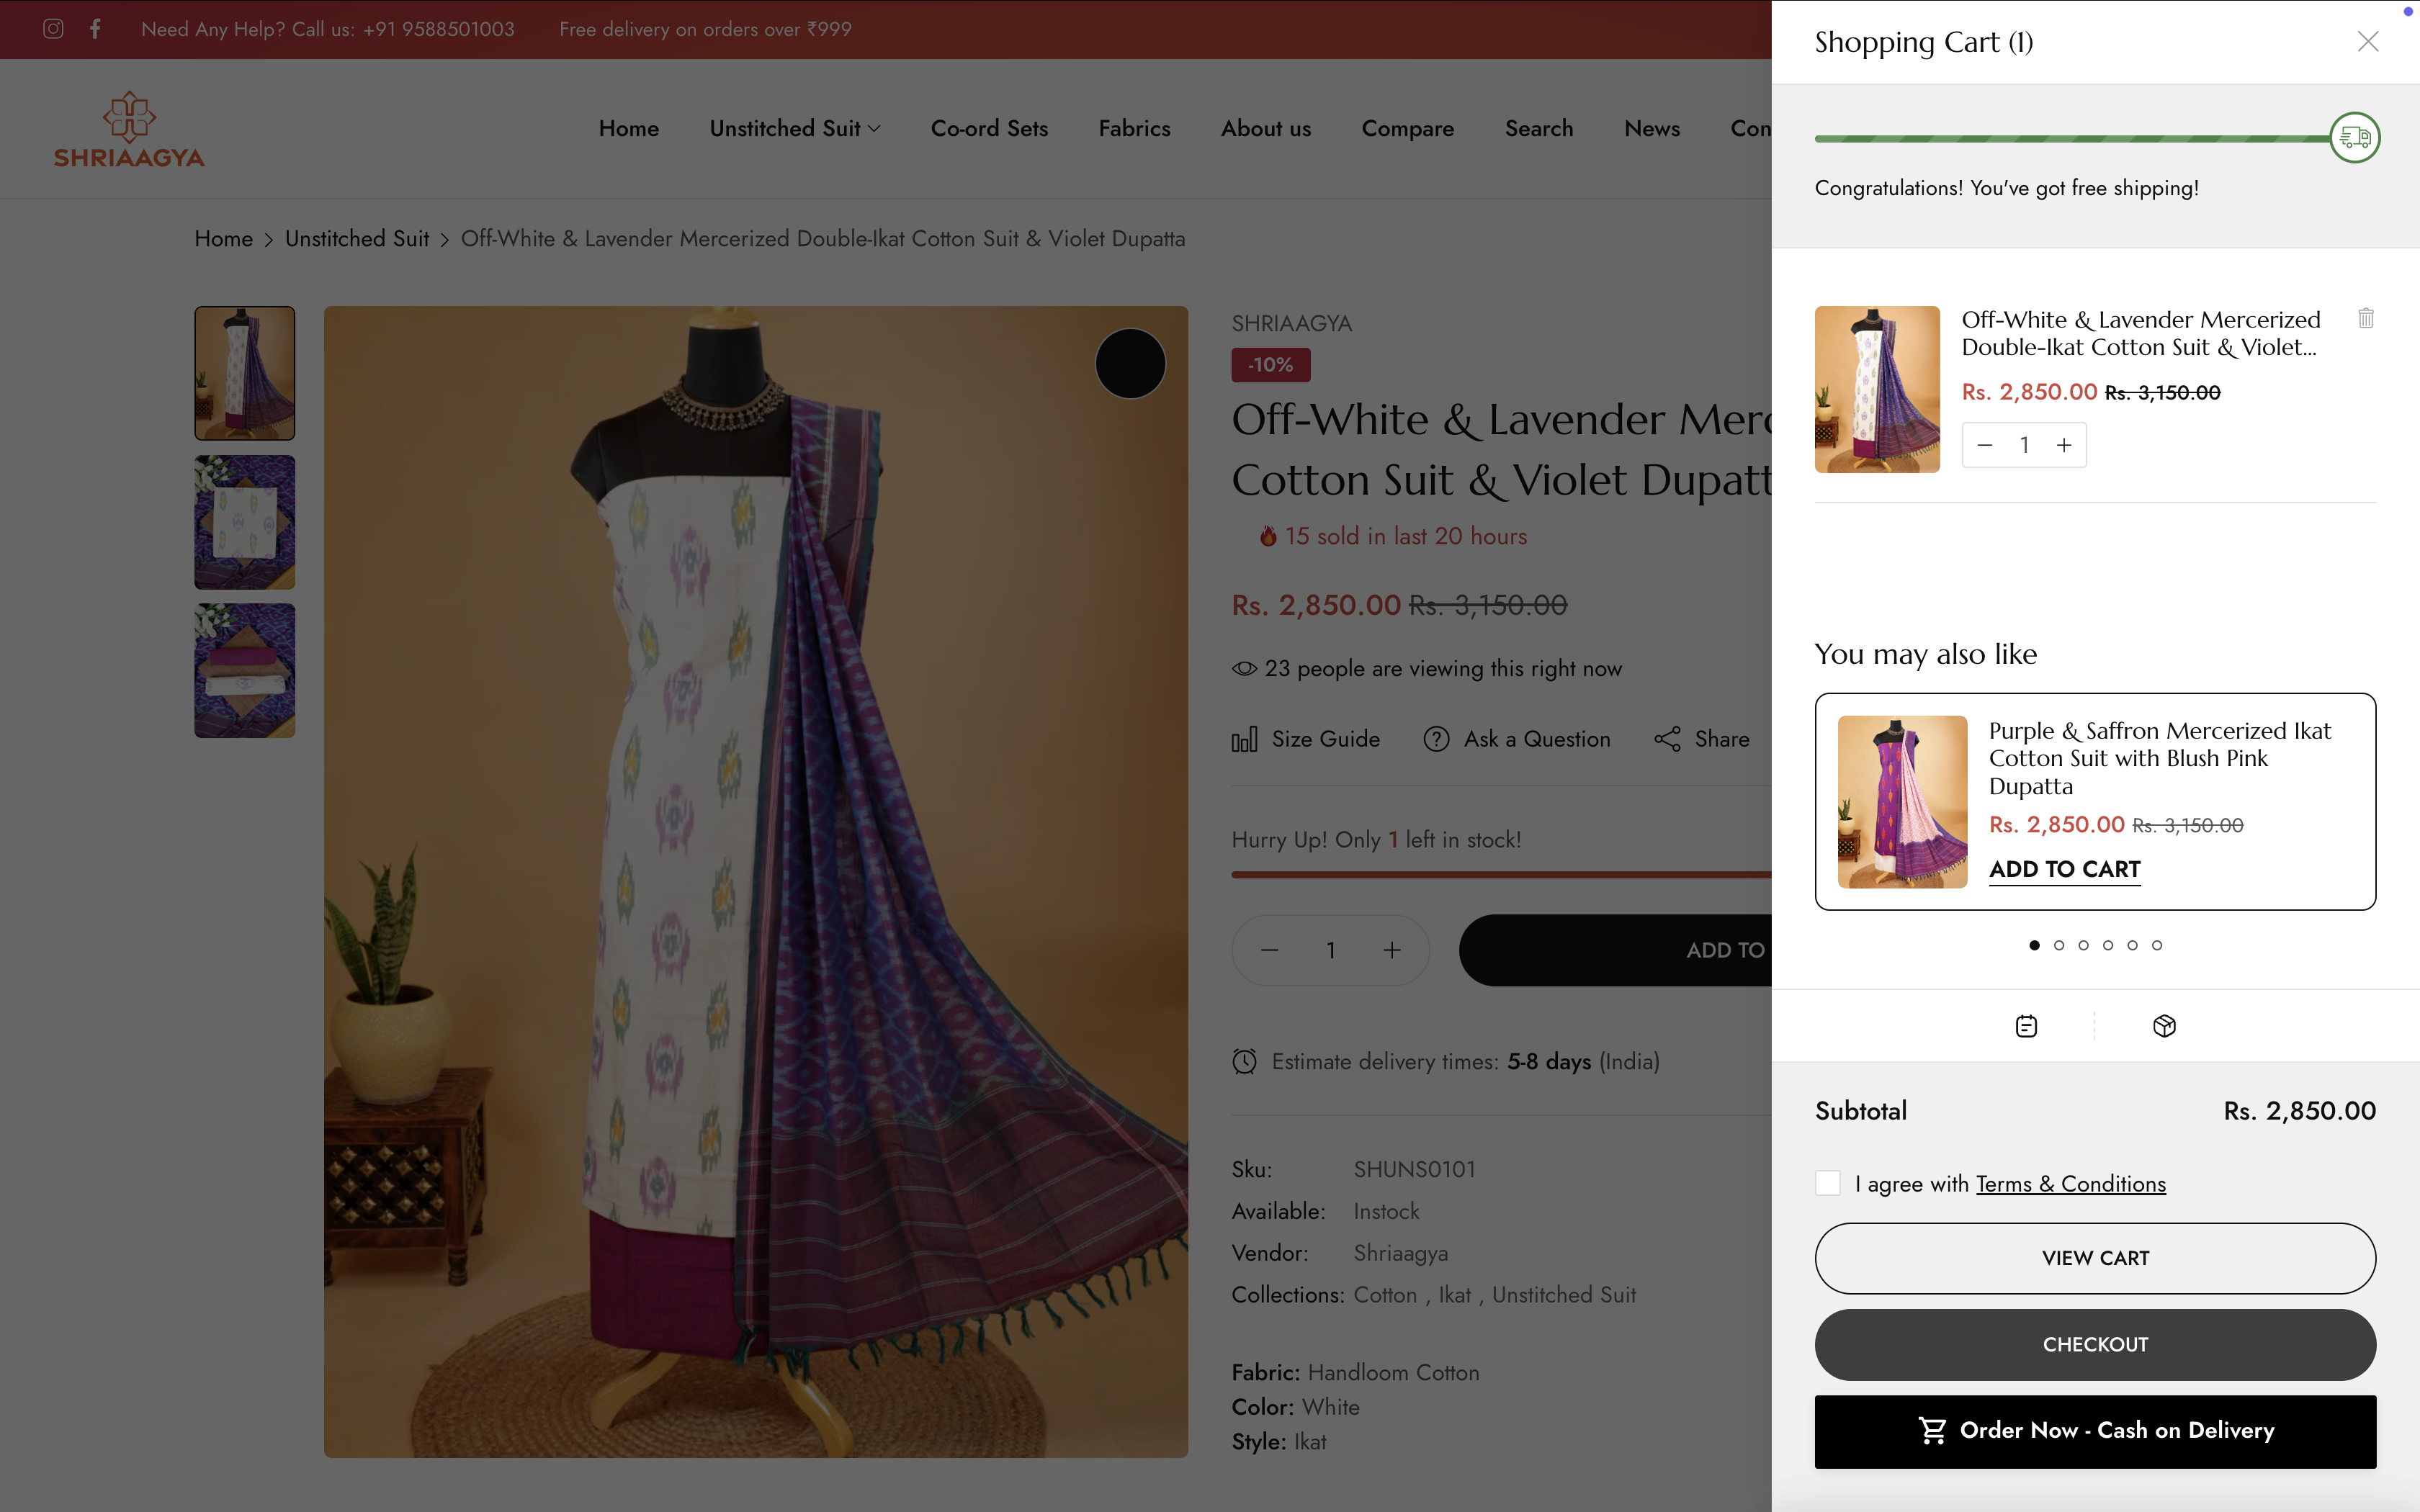 Need Any Help? Call us: +91 9588501003
Free delivery on orders over ₹999
SHRIAAGYA
Home
Unstitched Suit
Co-ord Sets
Fabrics
About us
Compare
Search
News
Con
Home > Unstitched Suit > Off-White & Lavender Mercerized Double-Ikat Cotton Suit & Violet Dupatta
SHRIAAGYA
-10%
Off-White & Lavender Merc
Cotton Suit & Violet Dupatt
15 sold in last 20 hours
Rs. 2,850.00 Rs. 3,150.00
23 people are viewing this right now
Size Guide
Ask a Question
Share
Hurry Up! Only 1 left in stock!
1
ADD TO
Estimate delivery times: 5-8 days (India)
Sku: SHUNS0101
Available: Instock
Vendor: Shriaagya
Collections: Cotton , Ikat , Unstitched Suit
Fabric: Handloom Cotton
Color: White
Style: Ikat
Shopping Cart (1)
Congratulations! You've got free shipping!
Off-White & Lavender Mercerized
Double-Ikat Cotton Suit & Violet...
Rs. 2,850.00 Rs. 3,150.00
1
You may also like
Purple & Saffron Mercerized Ikat
Cotton Suit with Blush Pink
Dupatta
Rs. 2,850.00 Rs. 3,150.00
ADD TO CART
Subtotal
Rs. 2,850.00
I agree with Terms & Conditions
VIEW CART
CHECKOUT
Order Now - Cash on Delivery